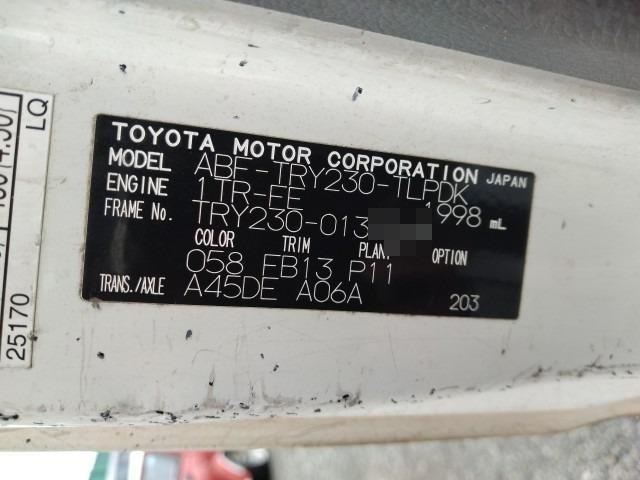 TOYOTA MOTOR CORPORATION JAPAN
MODEL ABF-TRY230-TLPDK
ENGINE 1TR-FE 1998 mL
FRAME No. TRY230-013
COLOR TRIM PLANT OPTION
058 FB13 P11
TRANS./AXLE A45DE A06A 203
25170
LQ